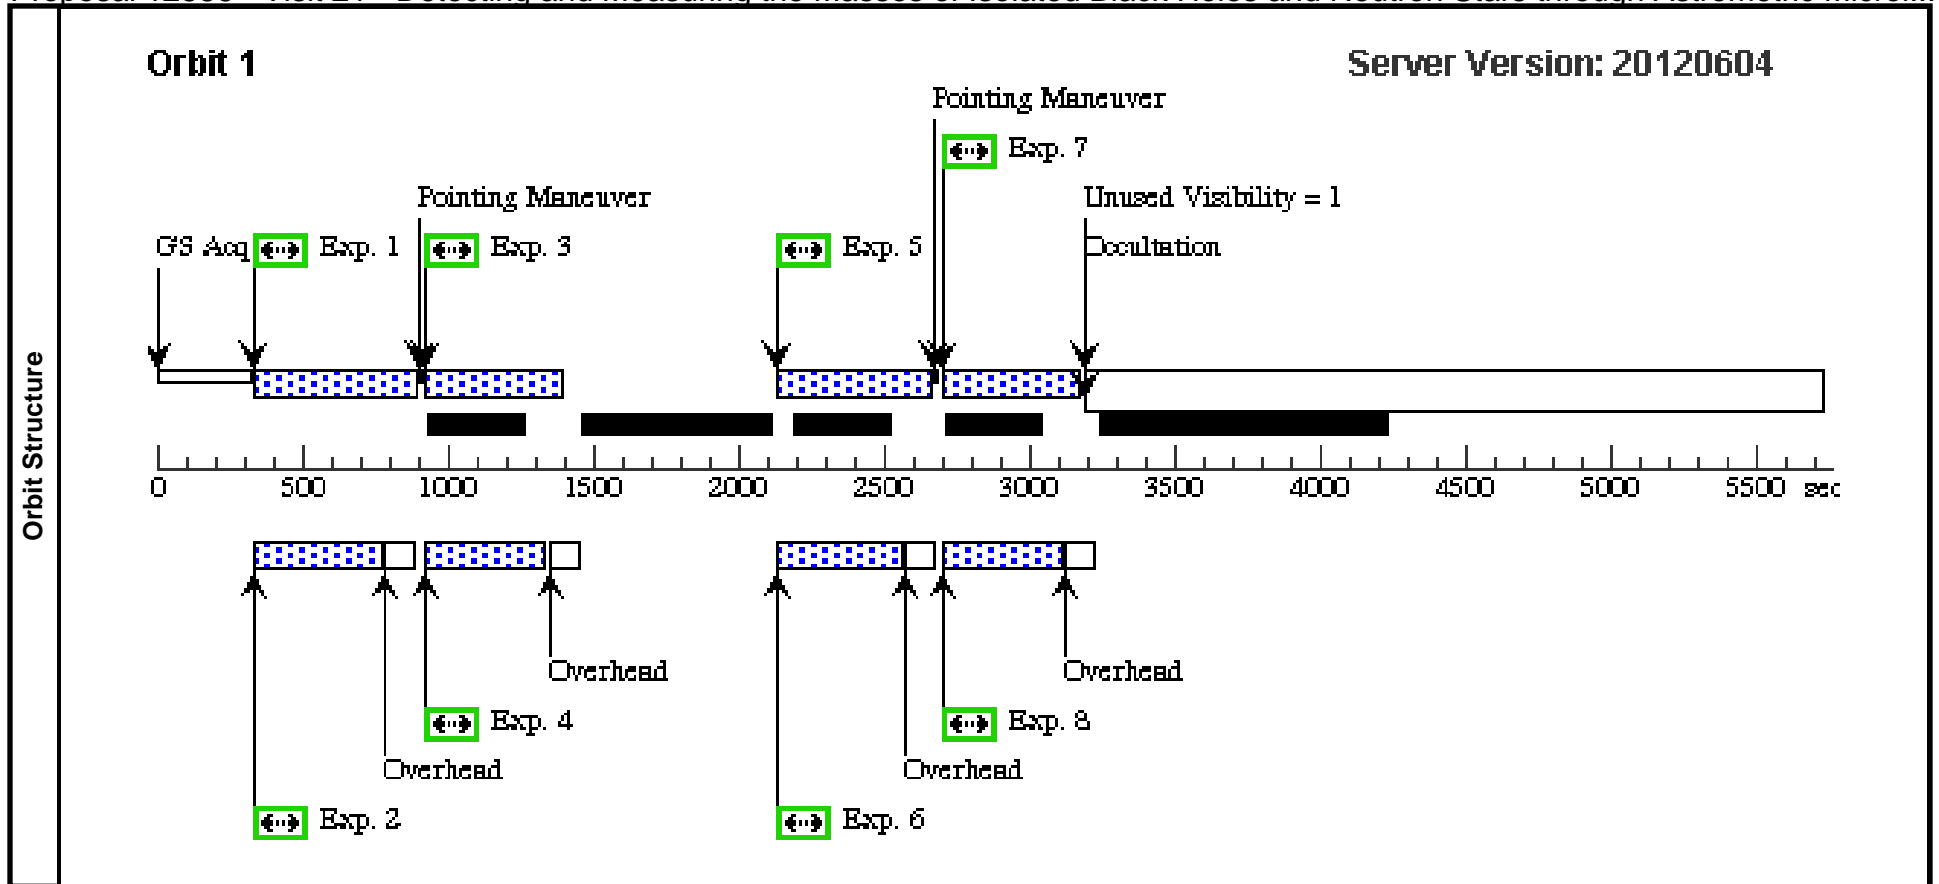 Orbit 1
Server Version: 20120604
Pointing Maneuver
Exp. 7
Pointing Maneuver
Unused Visibility = 1
GS Acq
Exp. 1
Exp. 3
Exp. 5
Occultation
Orbit Structure
0 500 1000 1500 2000 2500 3000 3500 4000 4500 5000 5500 sec
Overhead
Overhead
Exp. 4
Exp. 8
Overhead
Overhead
Exp. 2
Exp. 6